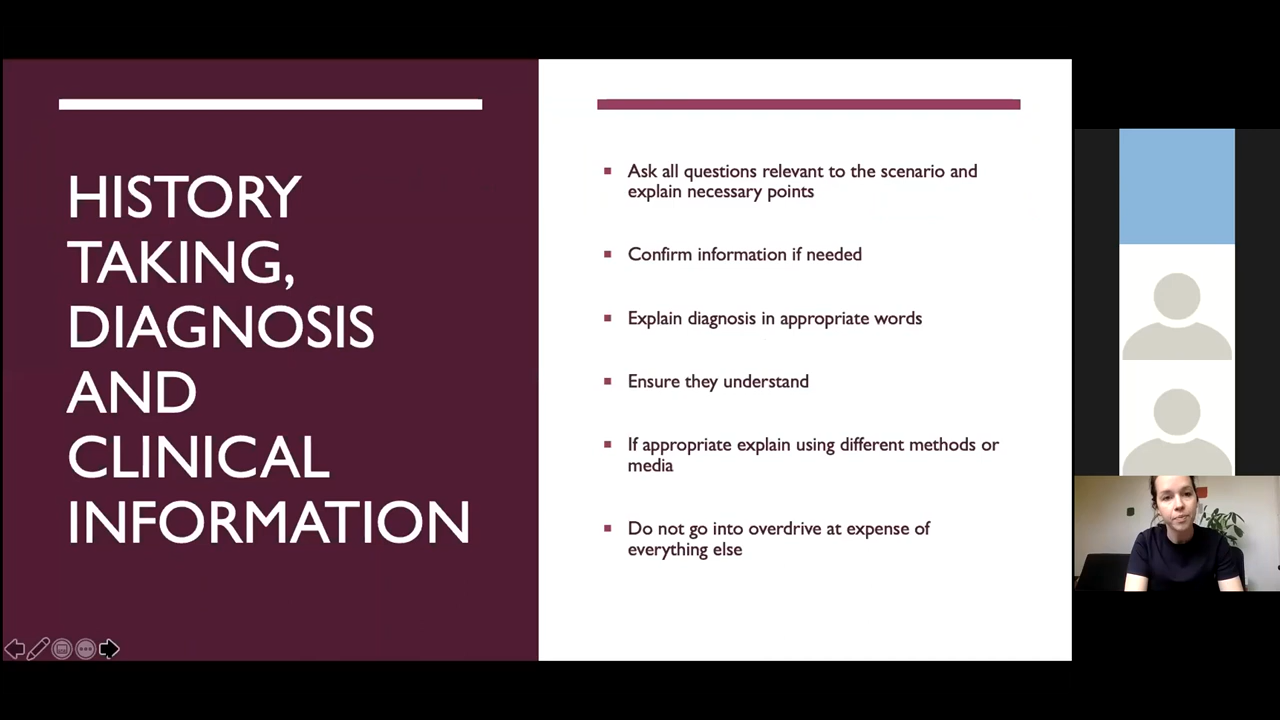 HISTORY
TAKING,
DIAGNOSIS
AND
CLINICAL
INFORMATION
Ask all questions relevant to the scenario and
explain necessary points
Confirm information if needed
Explain diagnosis in appropriate words
Ensure they understand
If appropriate explain using different methods or
media
Do not go into overdrive at expense of
everything else